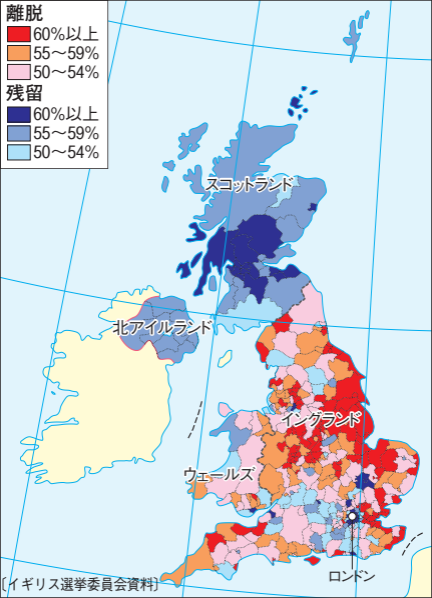 離脱
60%以上
55〜59%
50〜54%
残留
60%以上
55〜59%
50〜54%
スコットランド
北アイルランド
イングランド
ウェールズ
ロンドン
〔イギリス選挙委員会資料〕